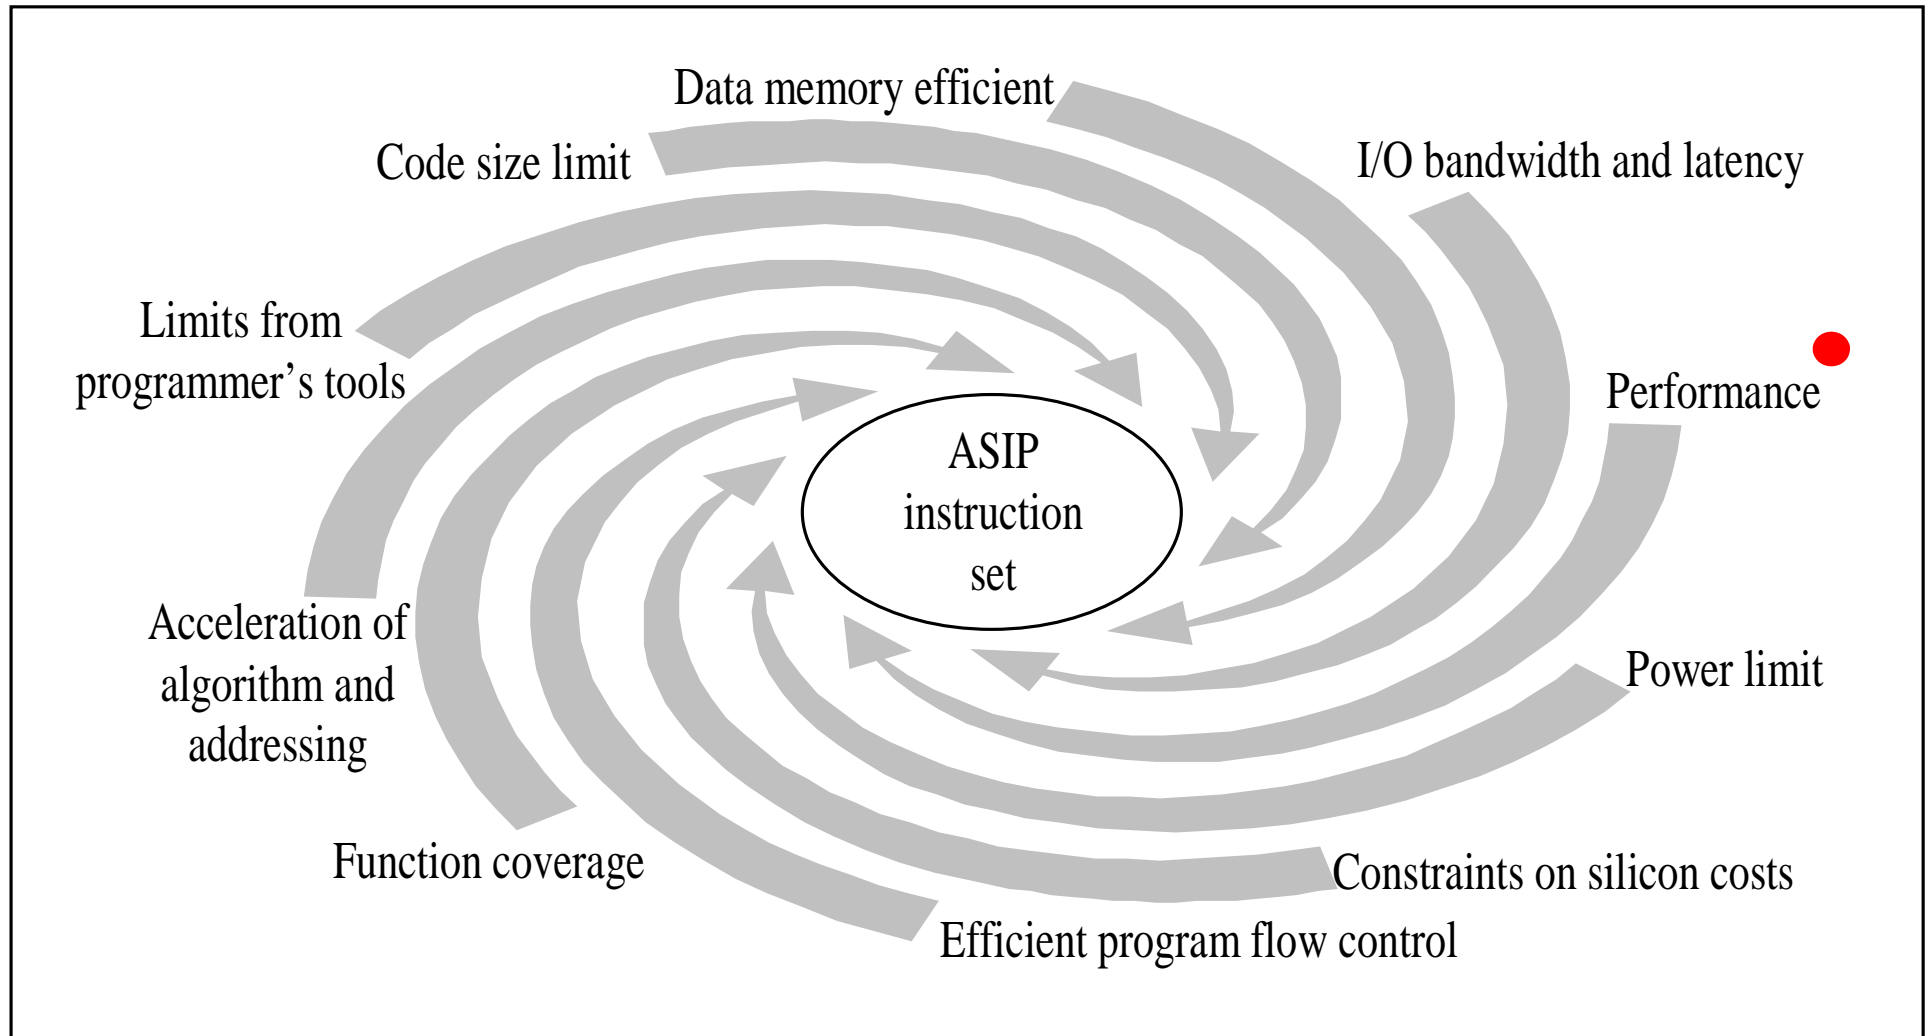 Data memory efficient
Code size limit
I/O bandwidth and latency
Limits from
programmer’s tools
Performance
ASIP
instruction
set
Acceleration of
algorithm and
addressing
Power limit
Function coverage
Constraints on silicon costs
Efficient program flow control